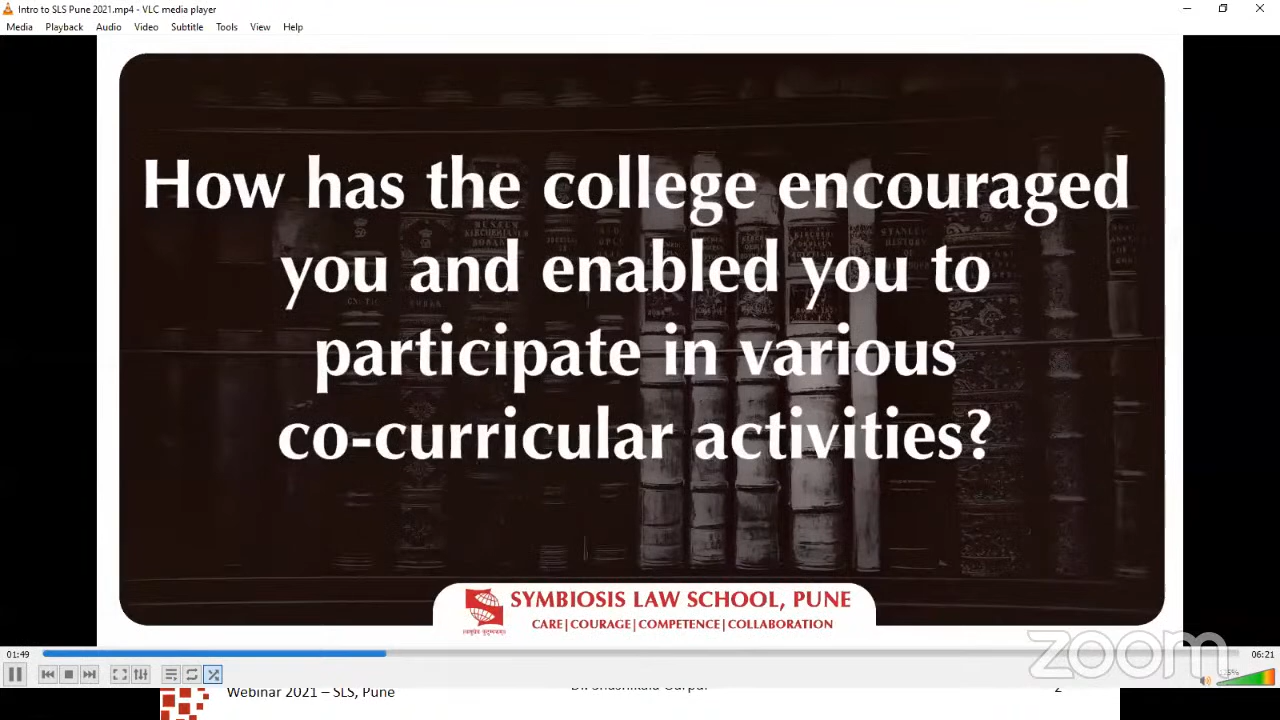 Intro to SLS Pune 2021.mp4 - VLC media player
Media Playback Audio Video Subtitle Tools View Help
How has the college encouraged
you and enabled you to
participate in various
co-curricular activities?
SYMBIOSIS LAW SCHOOL, PUNE
CARE|COURAGE|COMPETENCE|COLLABORATION
01:49
06:21
zoom
Webinar 2021 – SLS, Pune
2